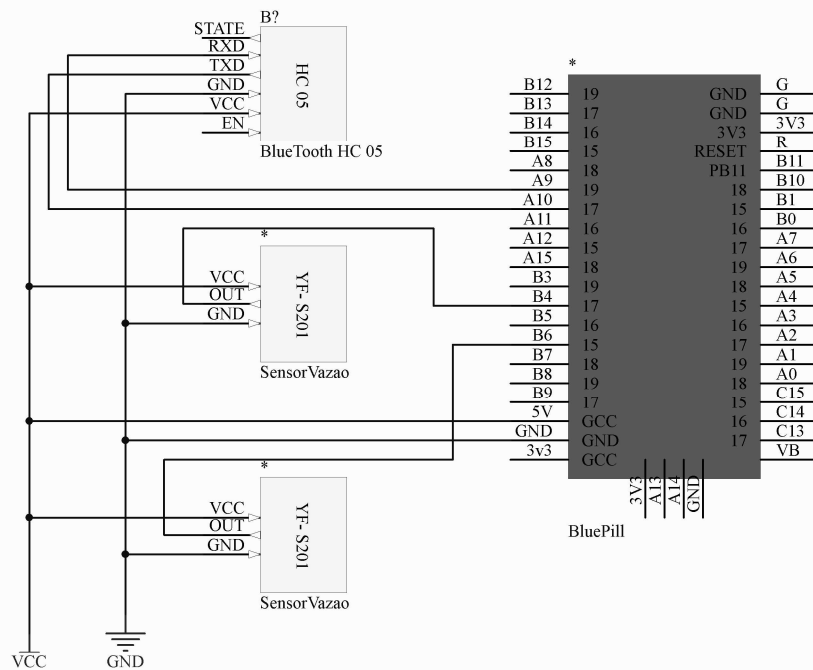 B?
STATE
RXD
TXD
GND
VCC
EN
HC 05
BlueTooth HC 05
*
VCC
OUT
GND
YF- S201
SensorVazao
*
VCC
OUT
GND
YF- S201
SensorVazao
VCC
GND
*
B12 19 GND G
B13 17 GND G
B14 16 3V3 3V3
B15 15 RESET R
A8 18 PB11 B11
A9 19 18 B10
A10 17 15 B1
A11 16 16 B0
A12 15 17 A7
A15 18 19 A6
B3 19 18 A5
B4 17 15 A4
B5 16 16 A3
B6 15 17 A2
B7 18 19 A1
B8 19 18 A0
B9 17 15 C15
5V GCC 16 C14
GND GND 17 C13
3v3 GCC VB
3V3
A13
A14
GND
BluePill